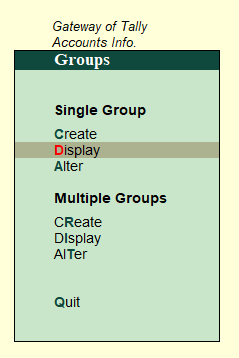 Gateway of Tally
Accounts Info.
Groups
Single Group
Create
Display
Alter
Multiple Groups
CReate
DIsplay
AlTer
Quit